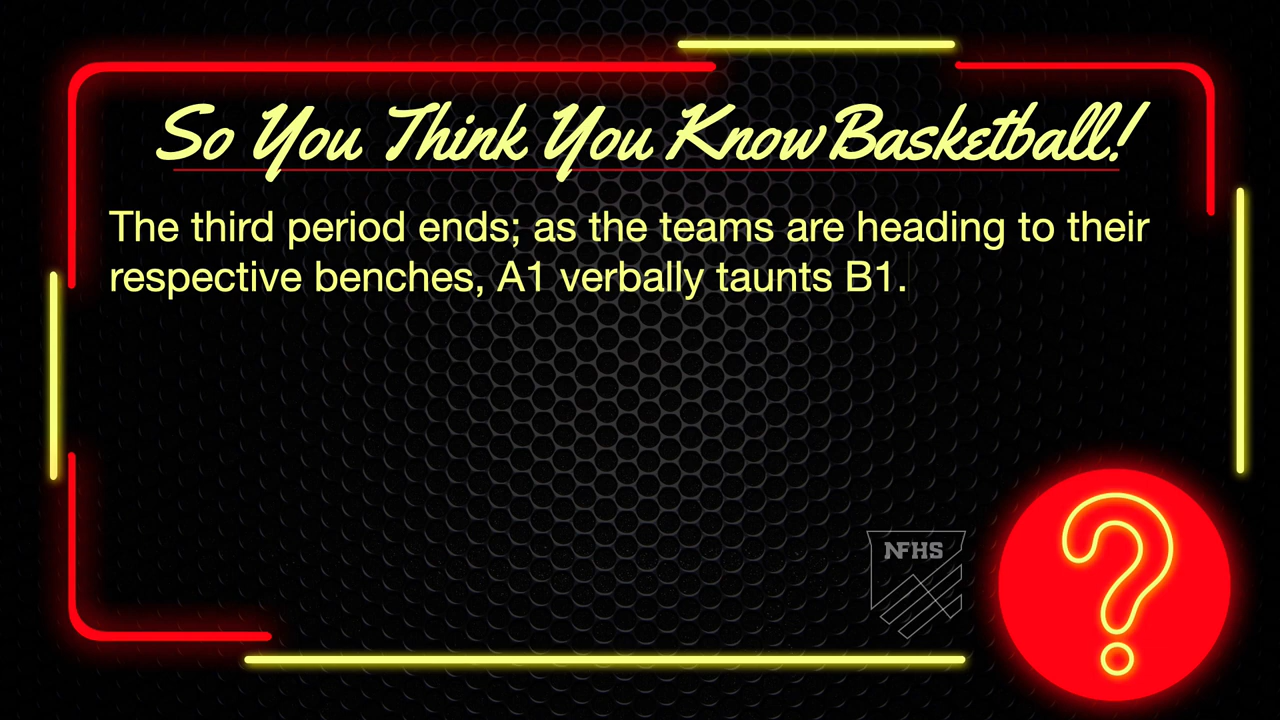 So You Think You Know Basketball!
The third period ends; as the teams are heading to their
respective benches, A1 verbally taunts B1.
NFHS
?